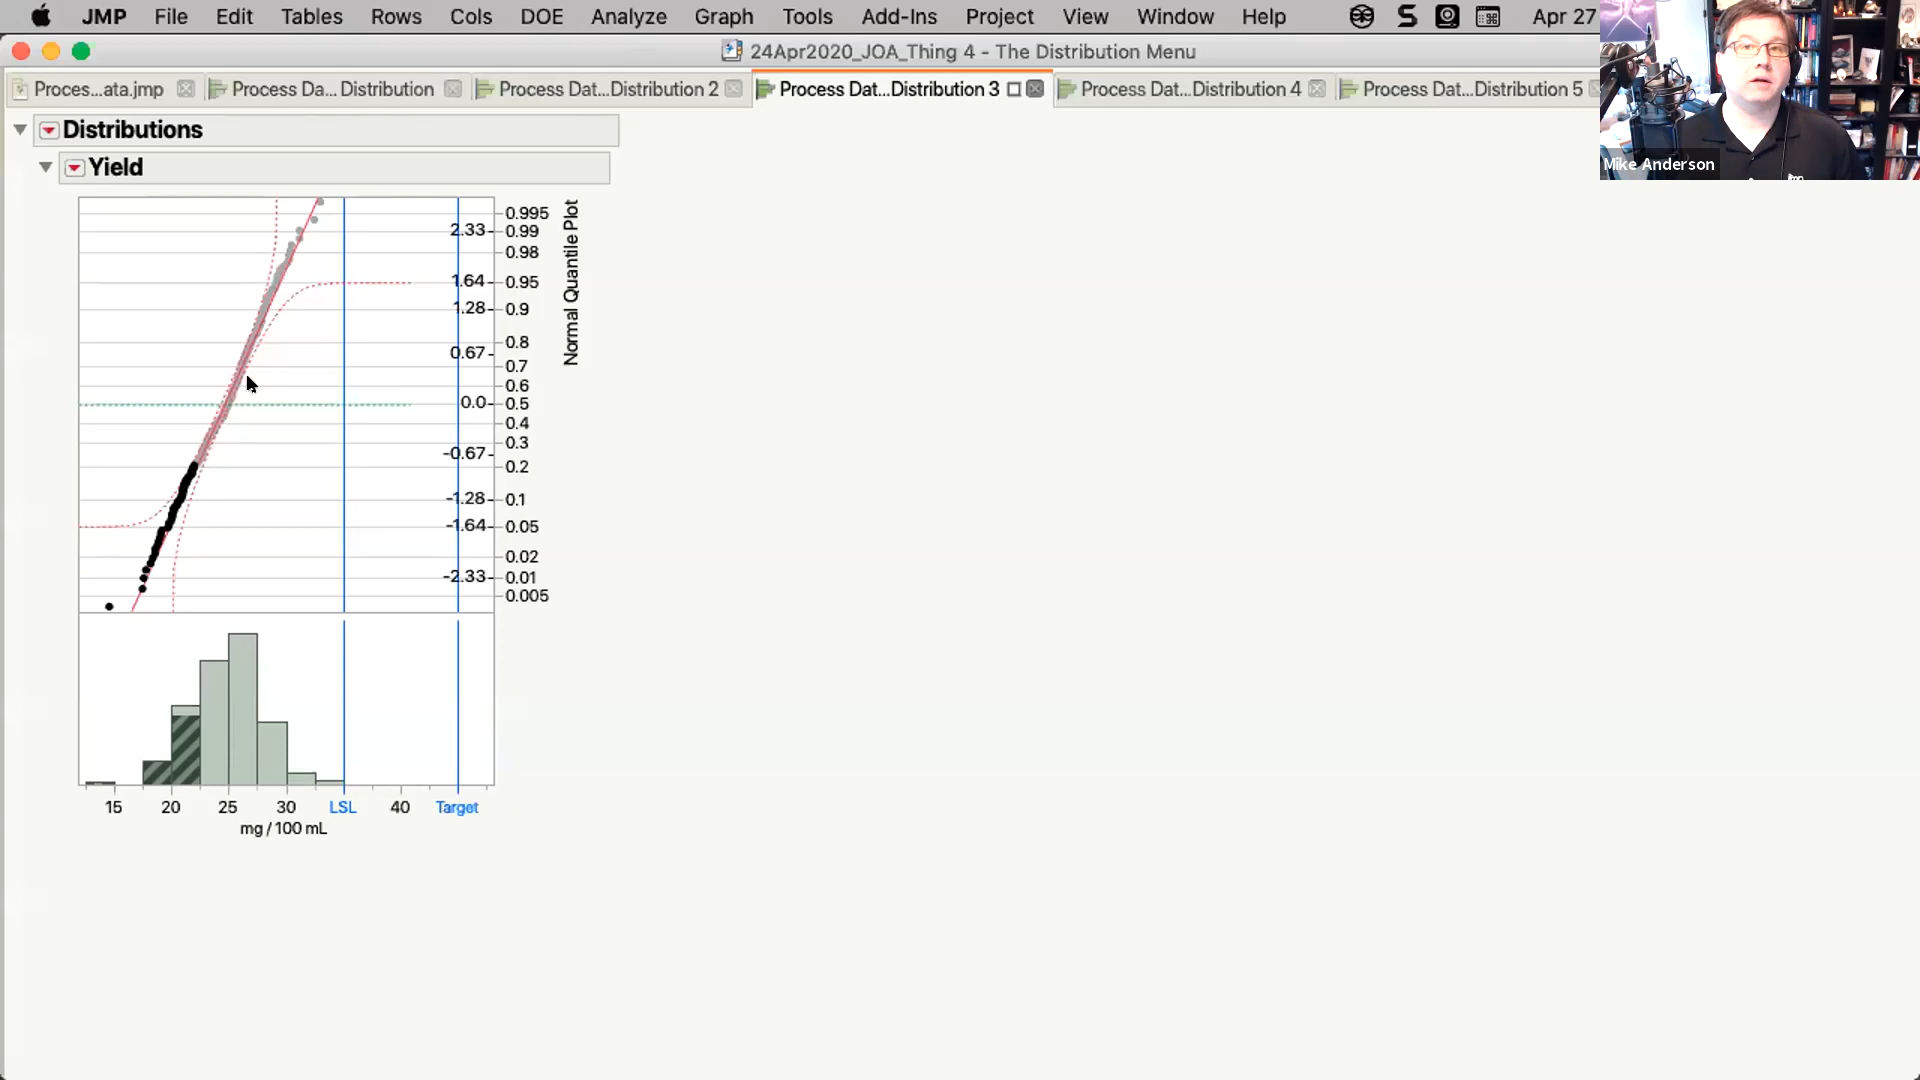 JMP File Edit Tables Rows Cols DOE Analyze Graph Tools Add-Ins Project View Window Help S Apr 27
24Apr2020_JOA_Thing 4 - The Distribution Menu
Proces...ata.jmp Process Da... Distribution Process Dat...Distribution 2 Process Dat...Distribution 3 Process Dat...Distribution 4 Process Dat...Distribution 5
Mike Anderson
Distributions
Yield
0.995
2.33 0.99
0.98
1.64 0.95
1.28 0.9
0.8
0.67 0.7
0.6
0.0 0.5
0.4
0.3
-0.67 0.2
-1.28 0.1
-1.64 0.05
0.02
-2.33 0.01
0.005
Normal Quantile Plot
15 20 25 30 LSL 40 Target
mg / 100 mL